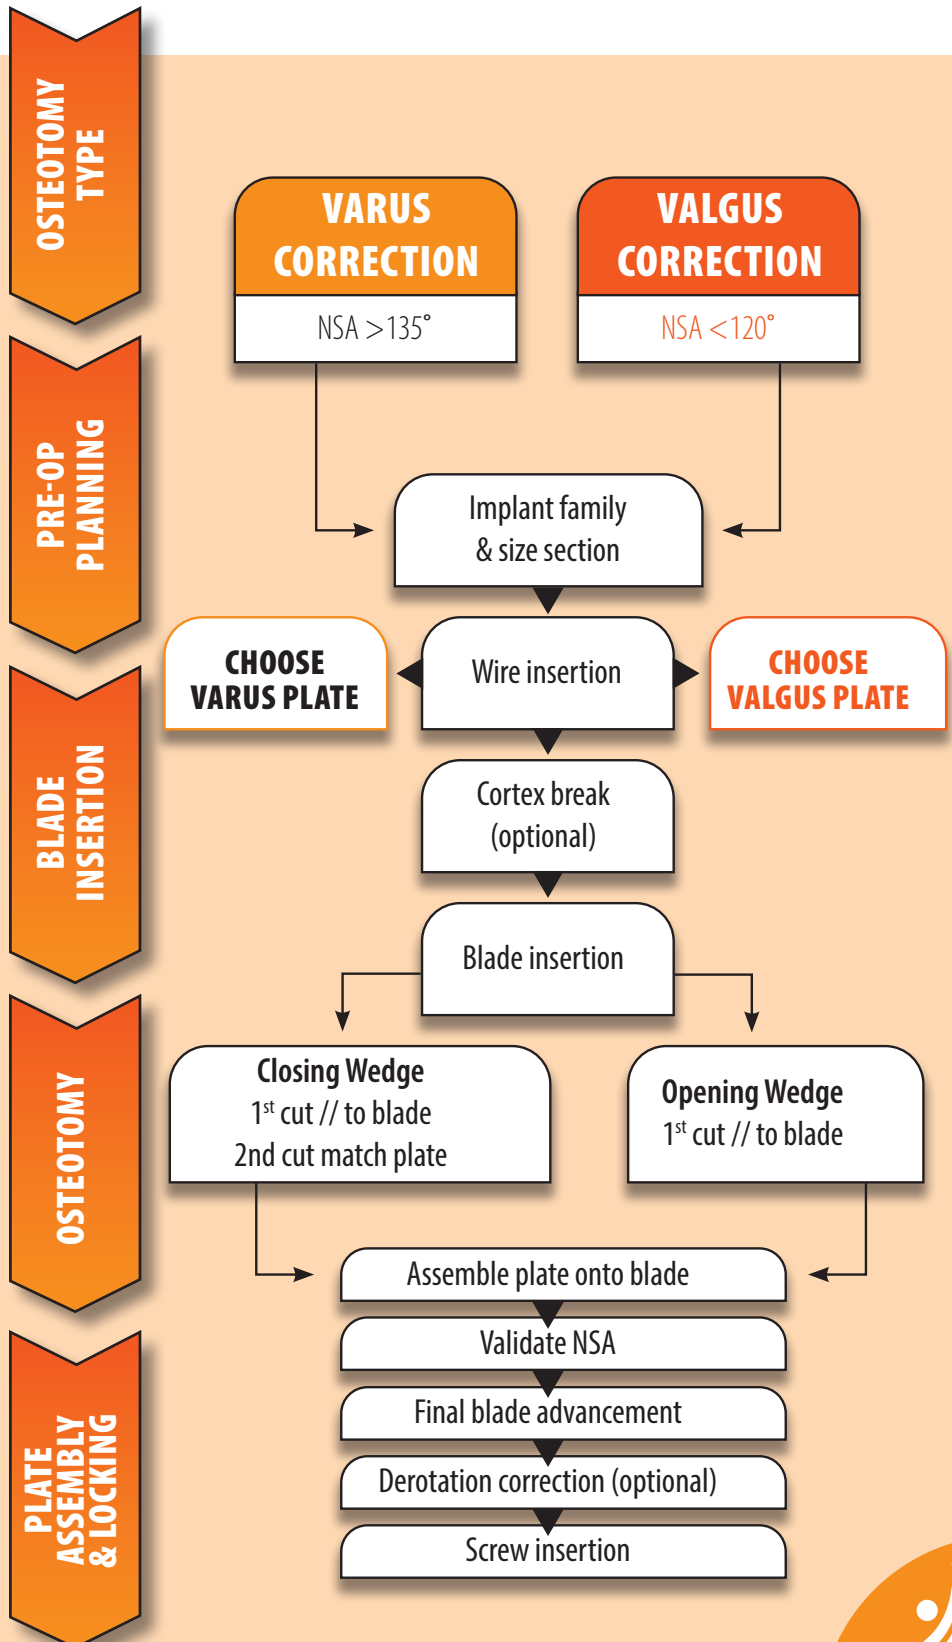 OSTEOTOMY
TYPE
VARUS
CORRECTION
NSA >135°
VALGUS
CORRECTION
NSA <120°
PRE-OP
PLANNING
Implant family
& size section
CHOOSE
VARUS PLATE
Wire insertion
CHOOSE
VALGUS PLATE
BLADE
INSERTION
Cortex break
(optional)
Blade insertion
OSTEOTOMY
Closing Wedge
1st cut // to blade
2nd cut match plate
Opening Wedge
1st cut // to blade
PLATE
ASSEMBLY
& LOCKING
Assemble plate onto blade
Validate NSA
Final blade advancement
Derotation correction (optional)
Screw insertion